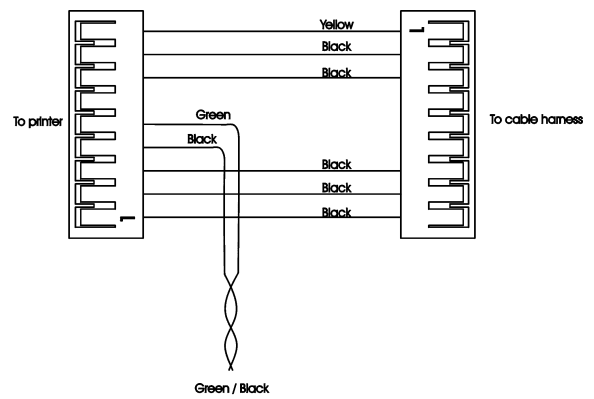 Yellow
Black
Black
Green
To printer
To cable harness
Black
Black
Black
Black
Green / Black